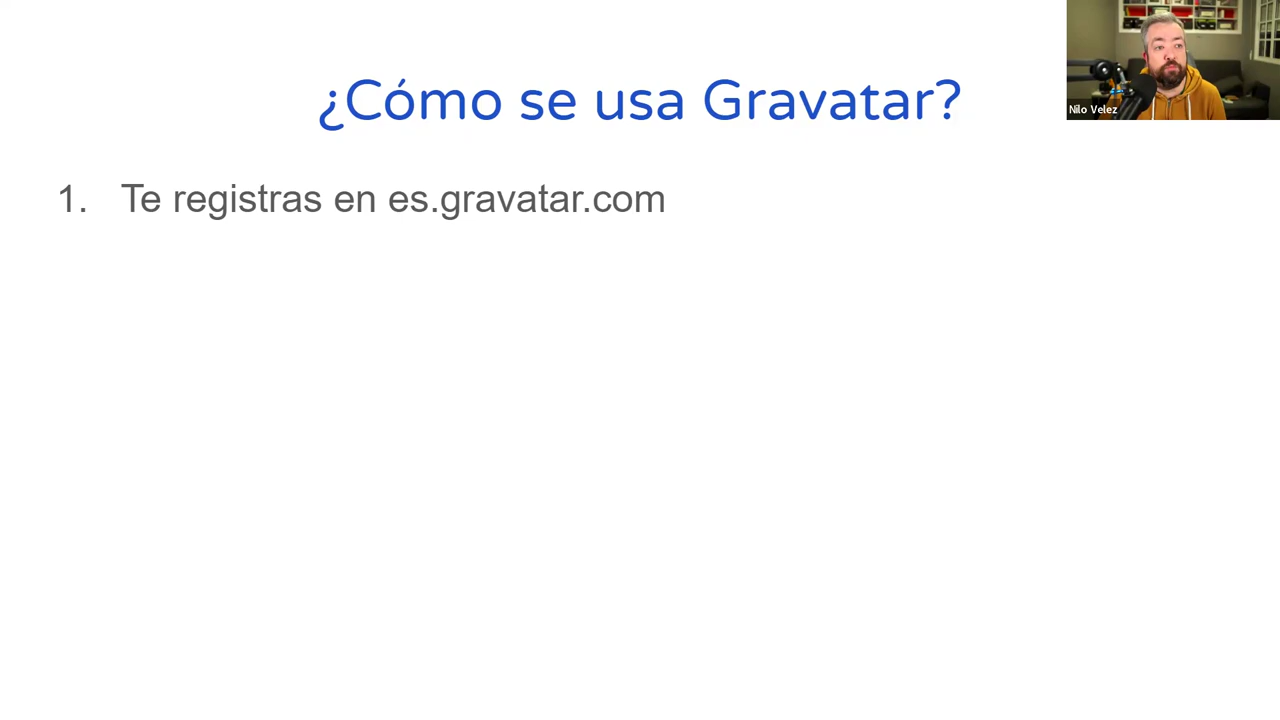 ¿Cómo se usa Gravatar?
Nilo Velez
1. Te registras en es.gravatar.com